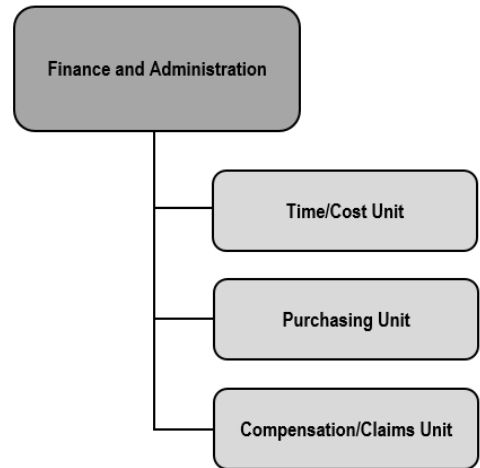 Finance and Administration
Time/Cost Unit
Purchasing Unit
Compensation/Claims Unit